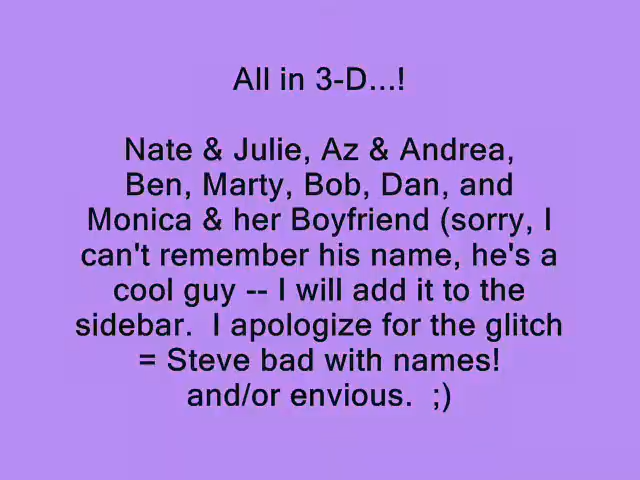 All in 3-D...!
Nate & Julie, Az & Andrea,
Ben, Marty, Bob, Dan, and
Monica & her Boyfriend (sorry, I
can't remember his name, he's a
cool guy -- I will add it to the
sidebar.  I apologize for the glitch
= Steve bad with names!
and/or envious.  ;)